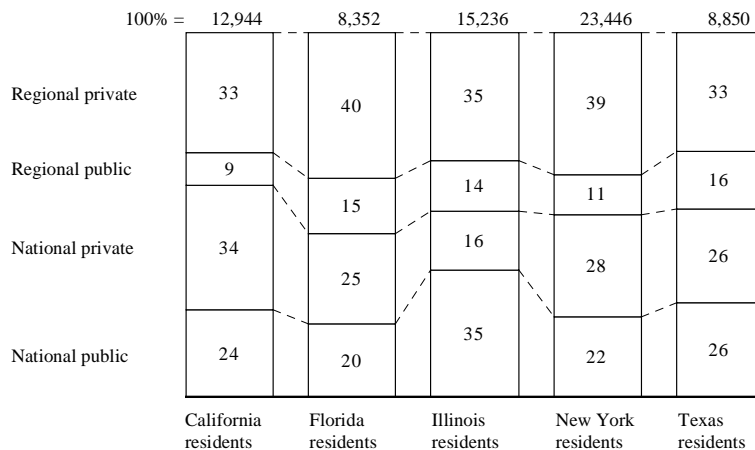 100% = 12,944 8,352 15,236 23,446 8,850
Regional private 33 40 35 39 33
Regional public 9 15 14 11 16
National private 34 25 16 28 26
National public 24 20 35 22 26
California residents
Florida residents
Illinois residents
New York residents
Texas residents